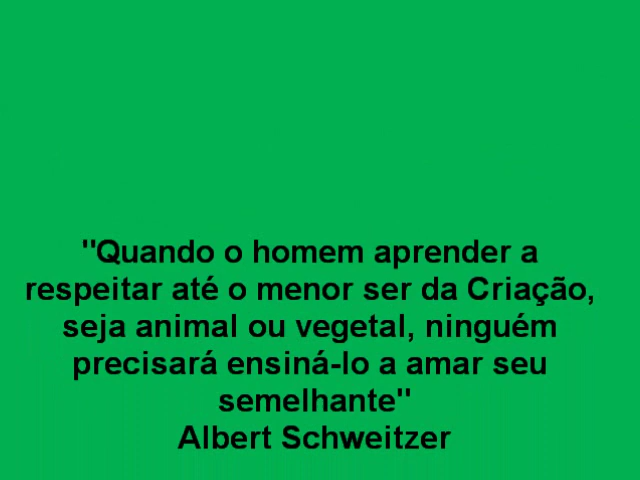 "Quando o homem aprender a
respeitar até o menor ser da Criação,
seja animal ou vegetal, ninguém
precisará ensiná-lo a amar seu
semelhante"
Albert Schweitzer